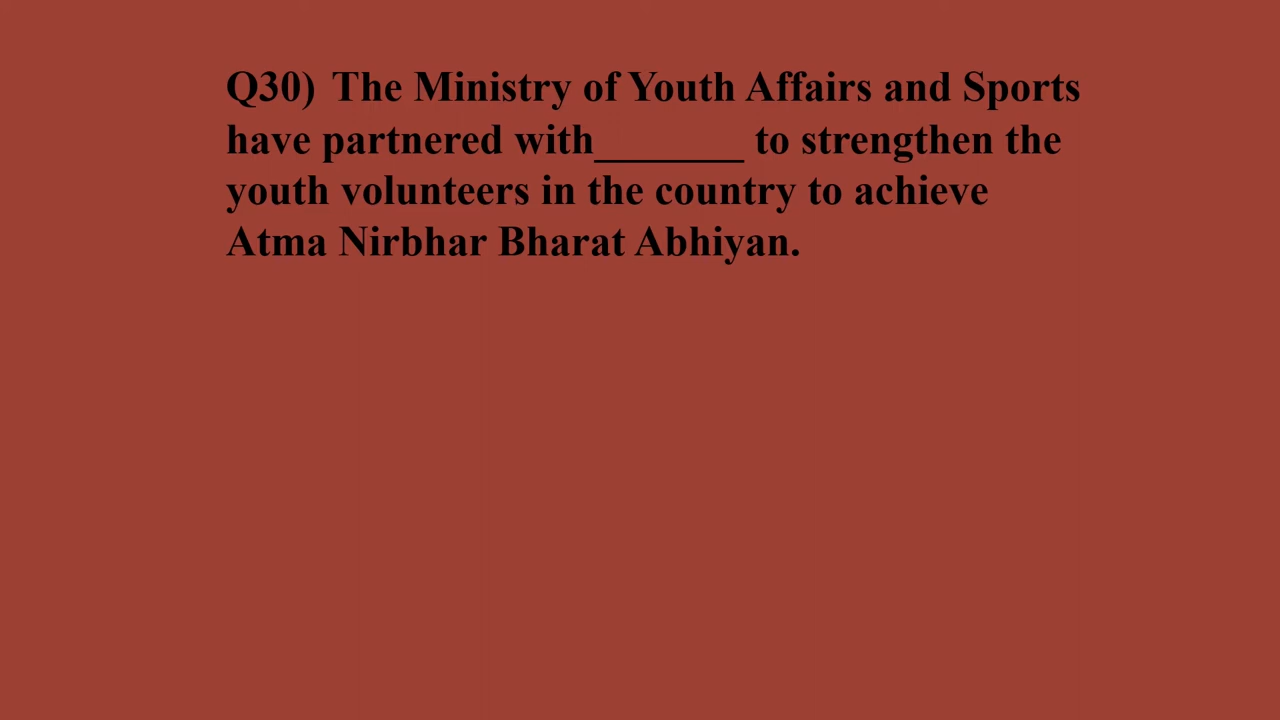 Q30) The Ministry of Youth Affairs and Sports
have partnered with_______ to strengthen the
youth volunteers in the country to achieve
Atma Nirbhar Bharat Abhiyan.